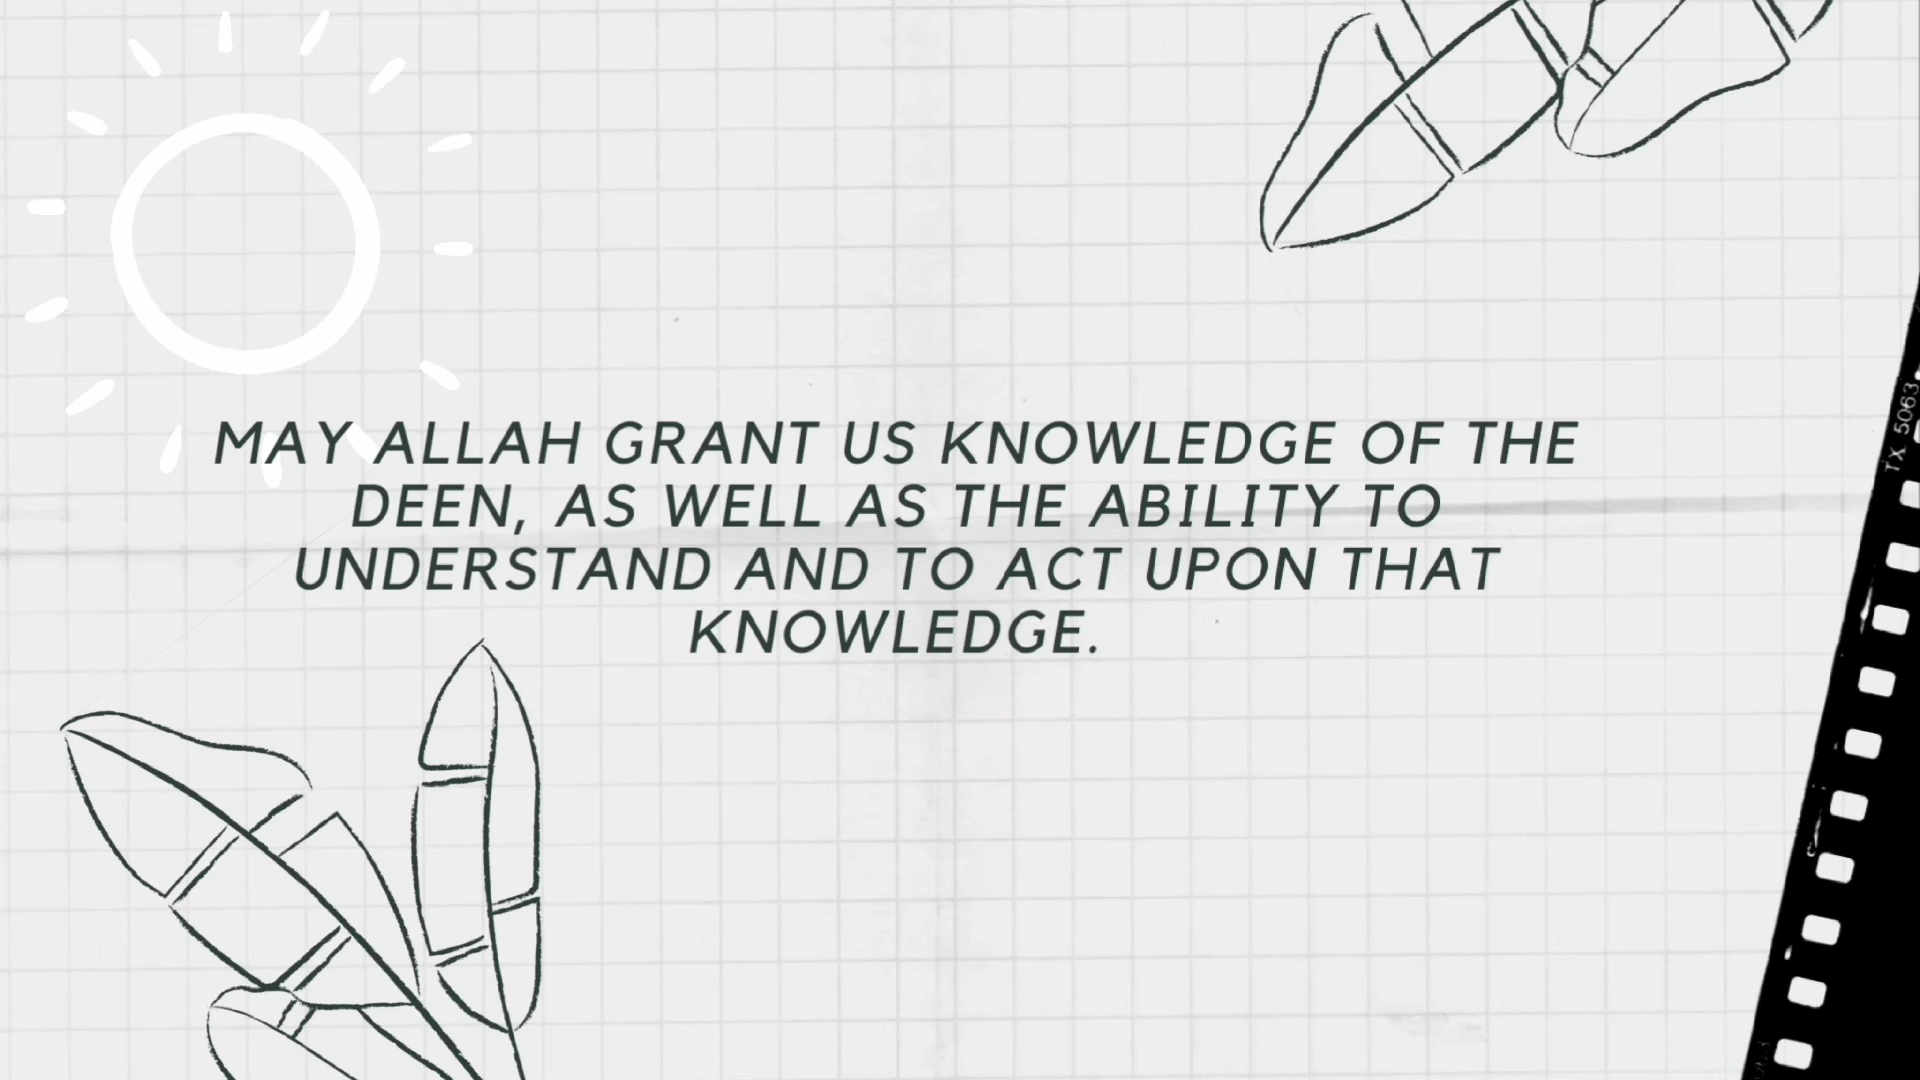 MAY ALLAH GRANT US KNOWLEDGE OF THE
DEEN, AS WELL AS THE ABILITY TO
UNDERSTAND AND TO ACT UPON THAT
KNOWLEDGE.
TX 5063